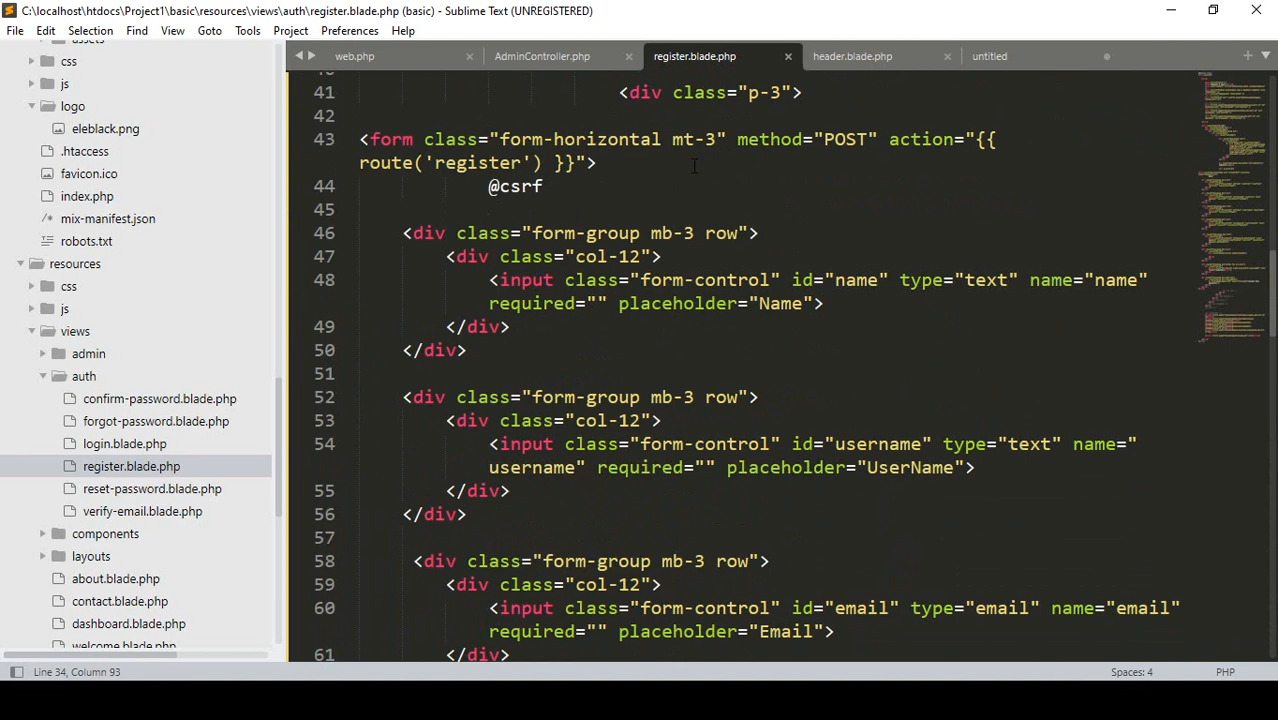 C:\localhost\htdocs\Project1\basic\resources\views\auth\register.blade.php (basic) - Sublime Text (UNREGISTERED)
File Edit Selection Find View Goto Tools Project Preferences Help
web.php × AdminController.php × register.blade.php × header.blade.php × untitled
assets
css
js
logo
eleblack.png
.htaccess
favicon.ico
index.php
mix-manifest.json
robots.txt
resources
css
js
views
admin
auth
confirm-password.blade.php
forgot-password.blade.php
login.blade.php
register.blade.php
reset-password.blade.php
verify-email.blade.php
components
layouts
about.blade.php
contact.blade.php
dashboard.blade.php
welcome.blade.php
40
41 <div class="p-3">
42
43 <form class="form-horizontal mt-3" method="POST" action="{{
route('register') }}">
44 @csrf
45
46 <div class="form-group mb-3 row">
47 <div class="col-12">
48 <input class="form-control" id="name" type="text" name="name"
required="" placeholder="Name">
49 </div>
50 </div>
51
52 <div class="form-group mb-3 row">
53 <div class="col-12">
54 <input class="form-control" id="username" type="text" name="
username" required="" placeholder="UserName">
55 </div>
56 </div>
57
58 <div class="form-group mb-3 row">
59 <div class="col-12">
60 <input class="form-control" id="email" type="email" name="email"
required="" placeholder="Email">
61 </div>
Line 34, Column 93 Spaces: 4 PHP